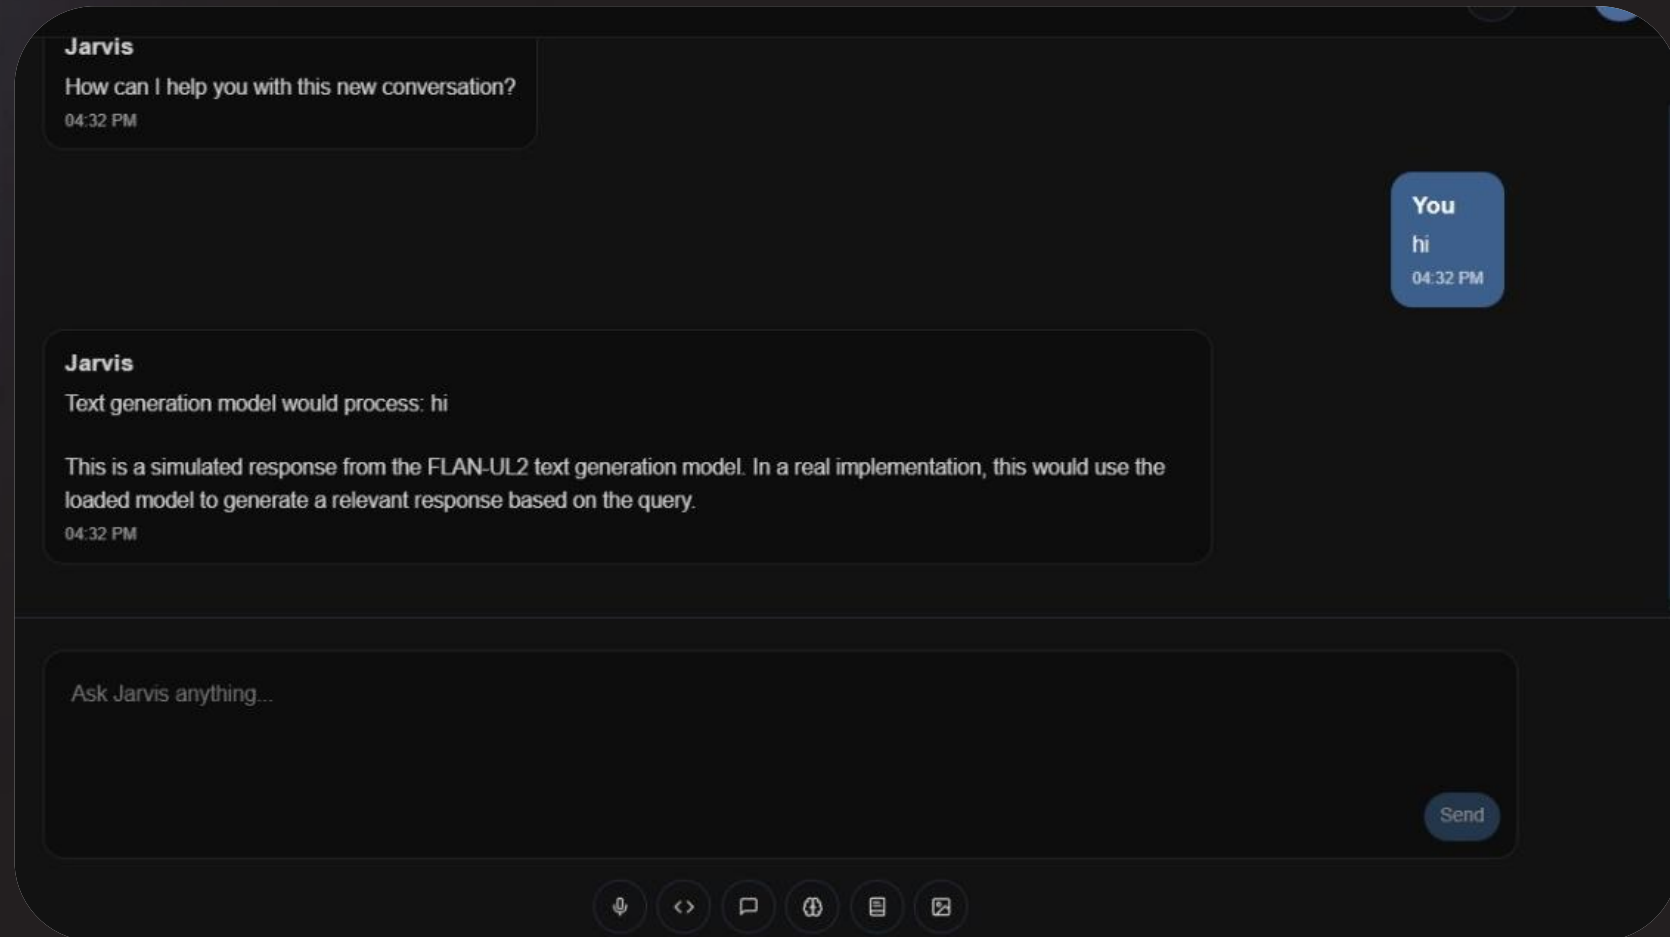 Jarvis
How can I help you with this new conversation?
04:32 PM
You
hi
04:32 PM
Jarvis
Text generation model would process: hi
This is a simulated response from the FLAN-UL2 text generation model. In a real implementation, this would use the
loaded model to generate a relevant response based on the query.
04:32 PM
Ask Jarvis anything...
Send